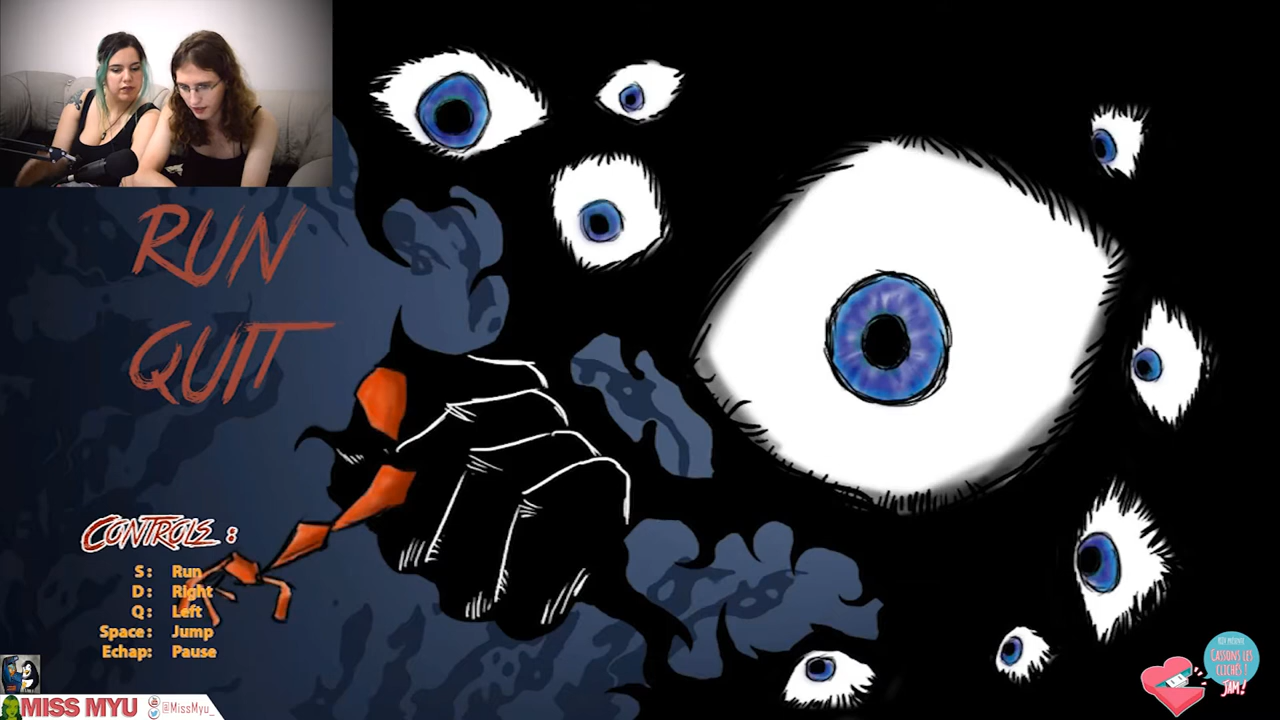 RUN
QUIT
CONTROLS :
S : Run
D : Right
Q : Left
Space : Jump
Echap: Pause
MISS MYU
@MissMyu_
CASSONS LES
CLICHÉS !
JAM!